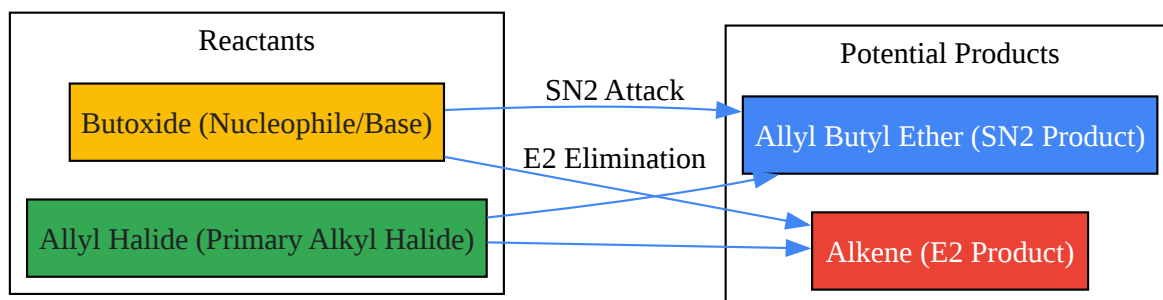 Reactants
Butoxide (Nucleophile/Base)
Allyl Halide (Primary Alkyl Halide)
SN2 Attack
E2 Elimination
Potential Products
Allyl Butyl Ether (SN2 Product)
Alkene (E2 Product)